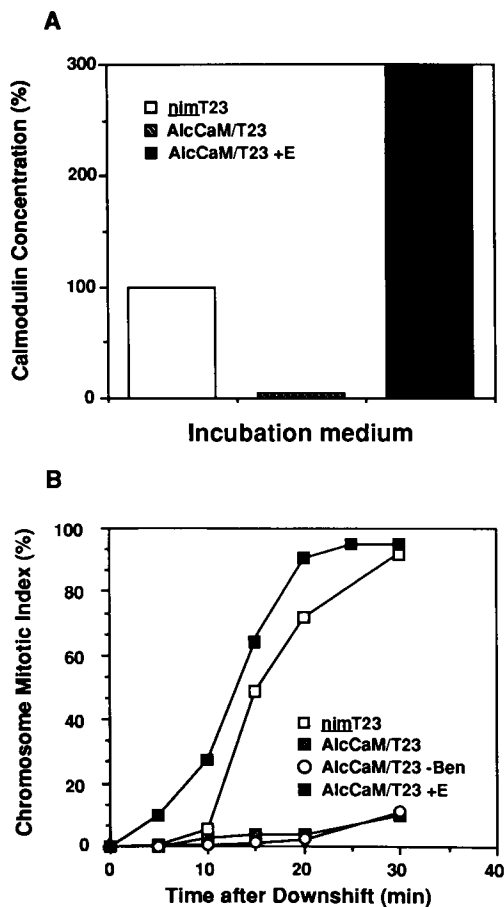 A
Calmodulin Concentration (%)
300
200
100
0
nimT23
AlcCaM/T23
AlcCaM/T23 +E
Incubation medium
B
Chromosome Mitotic Index (%)
100
80
60
40
20
0
nimT23
AlcCaM/T23
AlcCaM/T23 -Ben
AlcCaM/T23 +E
0
10
20
30
40
Time after Downshift (min)